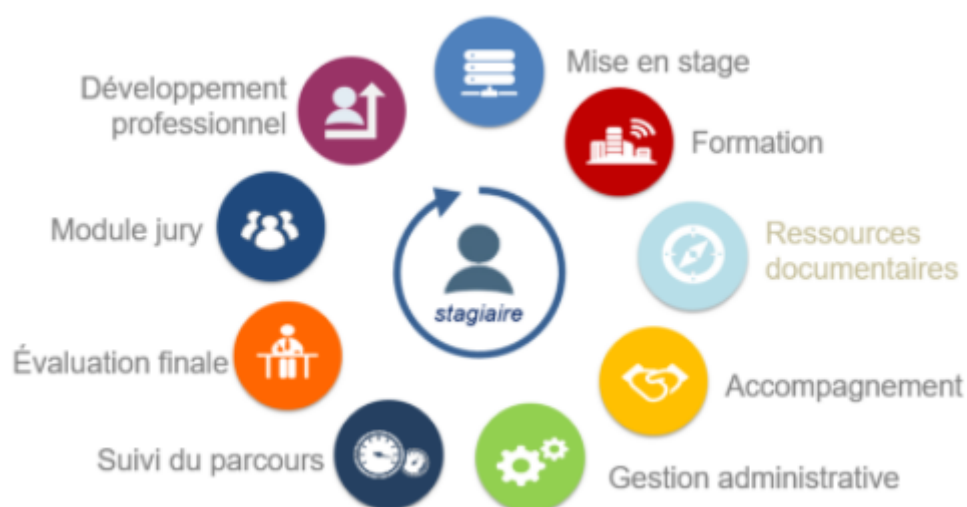 Mise en stage
Formation
Ressources
documentaires
Accompagnement
Gestion administrative
Suivi du parcours
Évaluation finale
Module jury
Développement
professionnel
stagiaire